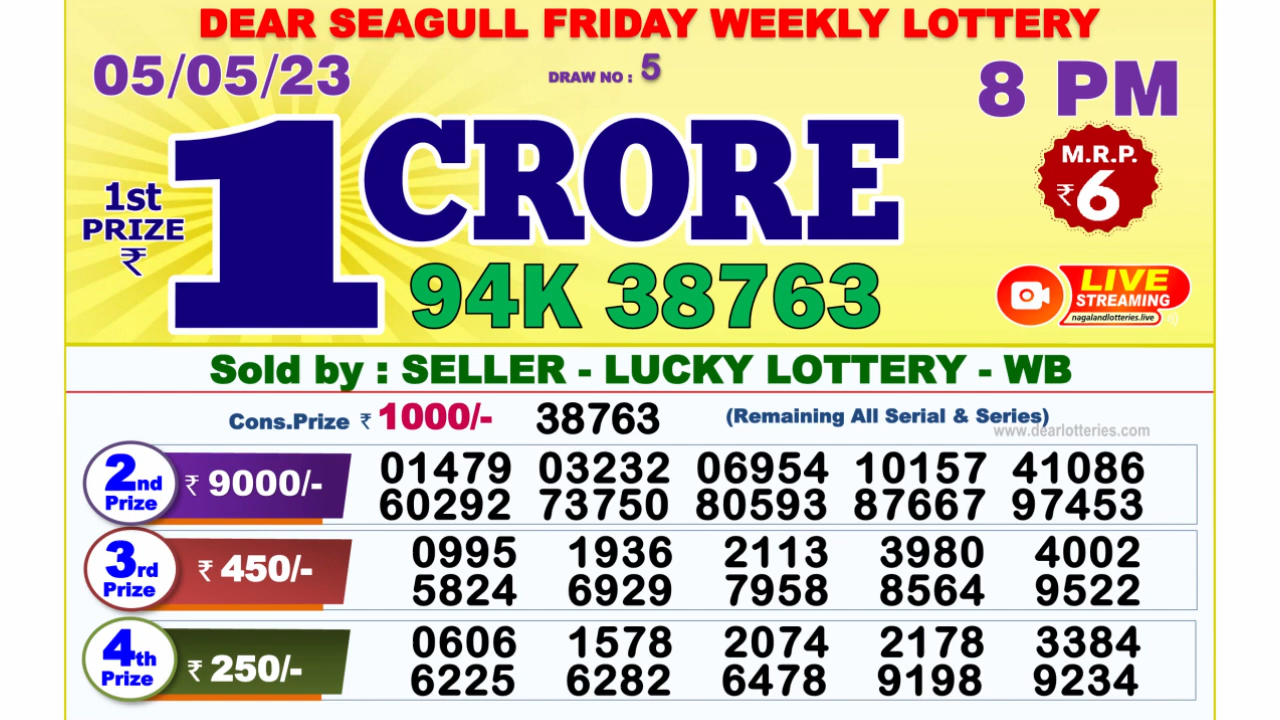 DEAR SEAGULL FRIDAY WEEKLY LOTTERY
05/05/23
DRAW NO : 5
8 PM
1st PRIZE ₹
1 CRORE
M.R.P. ₹ 6
94K 38763
LIVE
STREAMING
nagalandlotteries.live
Sold by : SELLER - LUCKY LOTTERY - WB
Cons.Prize ₹ 1000/- 38763 (Remaining All Serial & Series)
www.dearlotteries.com
2nd Prize ₹ 9000/-
01479 03232 06954 10157 41086
60292 73750 80593 87667 97453
3rd Prize ₹ 450/-
0995 1936 2113 3980 4002
5824 6929 7958 8564 9522
4th Prize ₹ 250/-
0606 1578 2074 2178 3384
6225 6282 6478 9198 9234